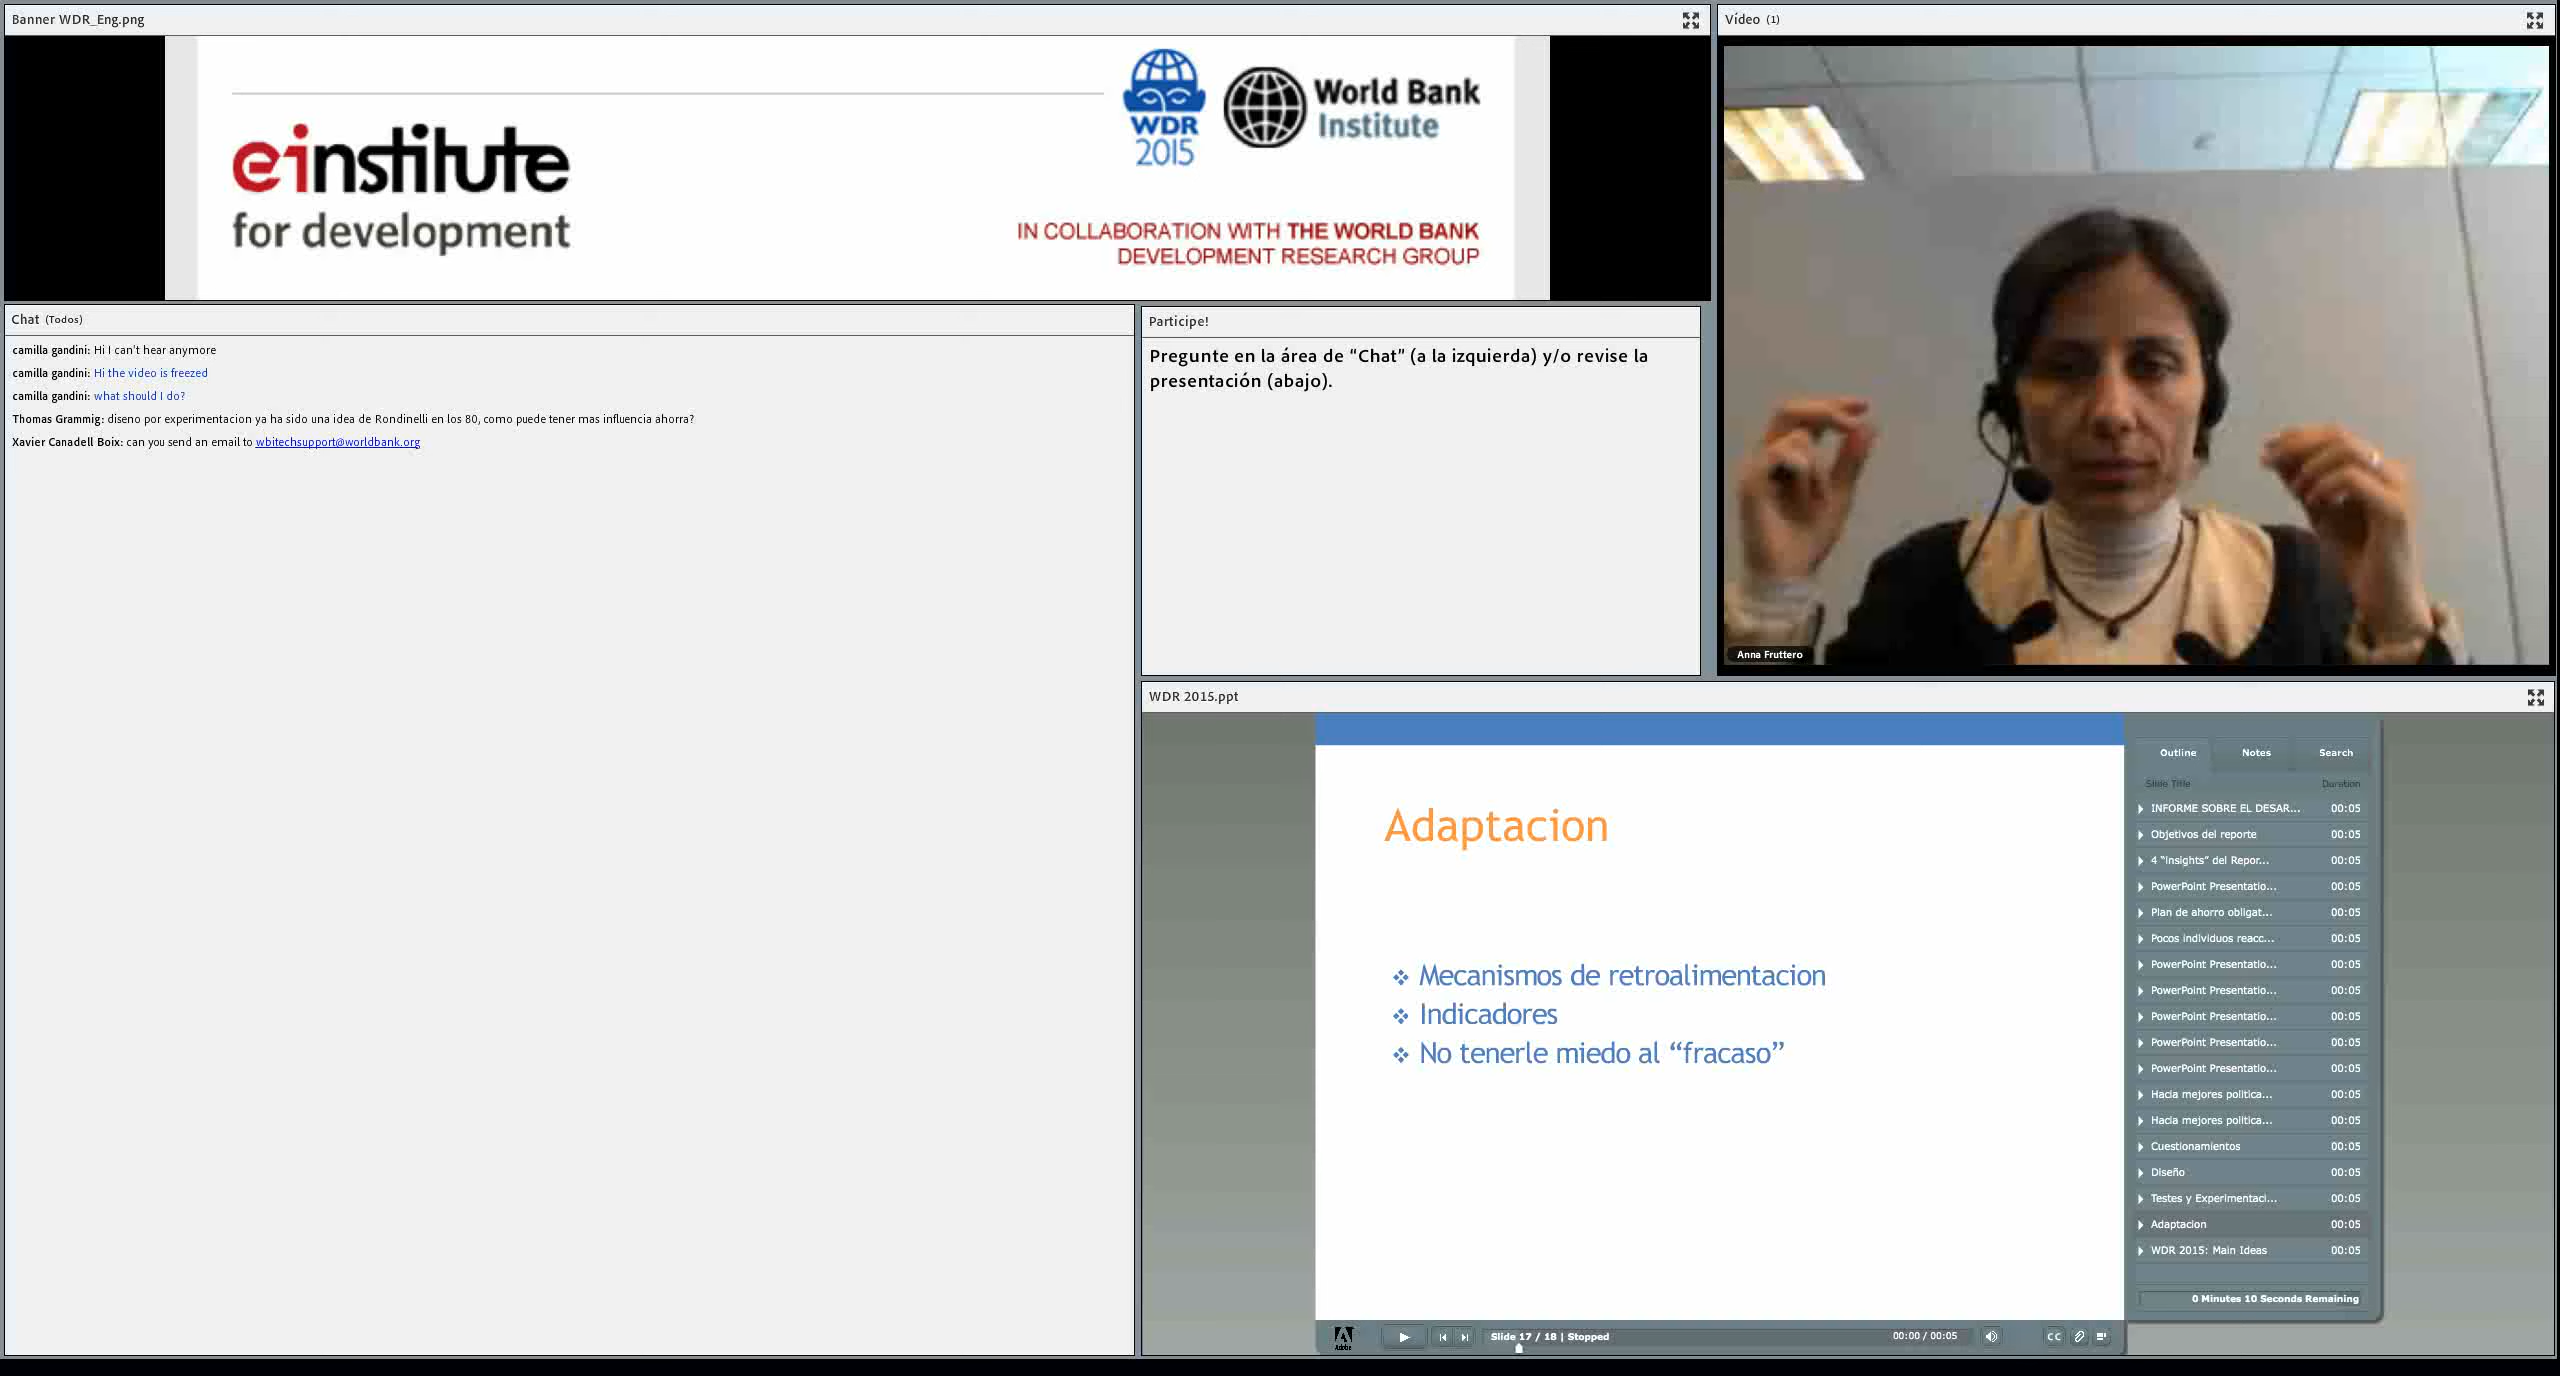 Banner WDR_Eng.png
einstitute
for development
WDR
2015
World Bank
Institute
IN COLLABORATION WITH THE WORLD BANK
DEVELOPMENT RESEARCH GROUP
Vídeo (1)
Anna Fruttero
Chat (Todos)
camilla gandini: Hi I can't hear anymore
camilla gandini: Hi the video is freezed
camilla gandini: what should I do?
Thomas Grammig: diseno por experimentacion ya ha sido una idea de Rondinelli en los 80, como puede tener mas influencia ahorra?
Xavier Canadell Boix: can you send an email to wbitechsupport@worldbank.org
Participe!
Pregunte en la área de “Chat” (a la izquierda) y/o revise la
presentación (abajo).
WDR 2015.ppt
Adaptacion
❖ Mecanismos de retroalimentacion
❖ Indicadores
❖ No tenerle miedo al “fracaso”
Outline Notes Search
Slide Title Duration
INFORME SOBRE EL DESAR... 00:05
Objetivos del reporte 00:05
4 “insights” del Repor... 00:05
PowerPoint Presentatio... 00:05
Plan de ahorro obligat... 00:05
Pocos individuos reacc... 00:05
PowerPoint Presentatio... 00:05
PowerPoint Presentatio... 00:05
PowerPoint Presentatio... 00:05
PowerPoint Presentatio... 00:05
PowerPoint Presentatio... 00:05
Hacia mejores politica... 00:05
Hacia mejores politica... 00:05
Cuestionamientos 00:05
Diseño 00:05
Testes y Experimentaci... 00:05
Adaptacion 00:05
WDR 2015: Main Ideas 00:05
0 Minutes 10 Seconds Remaining
Adobe
Slide 17 / 18 | Stopped
00:00 / 00:05
CC